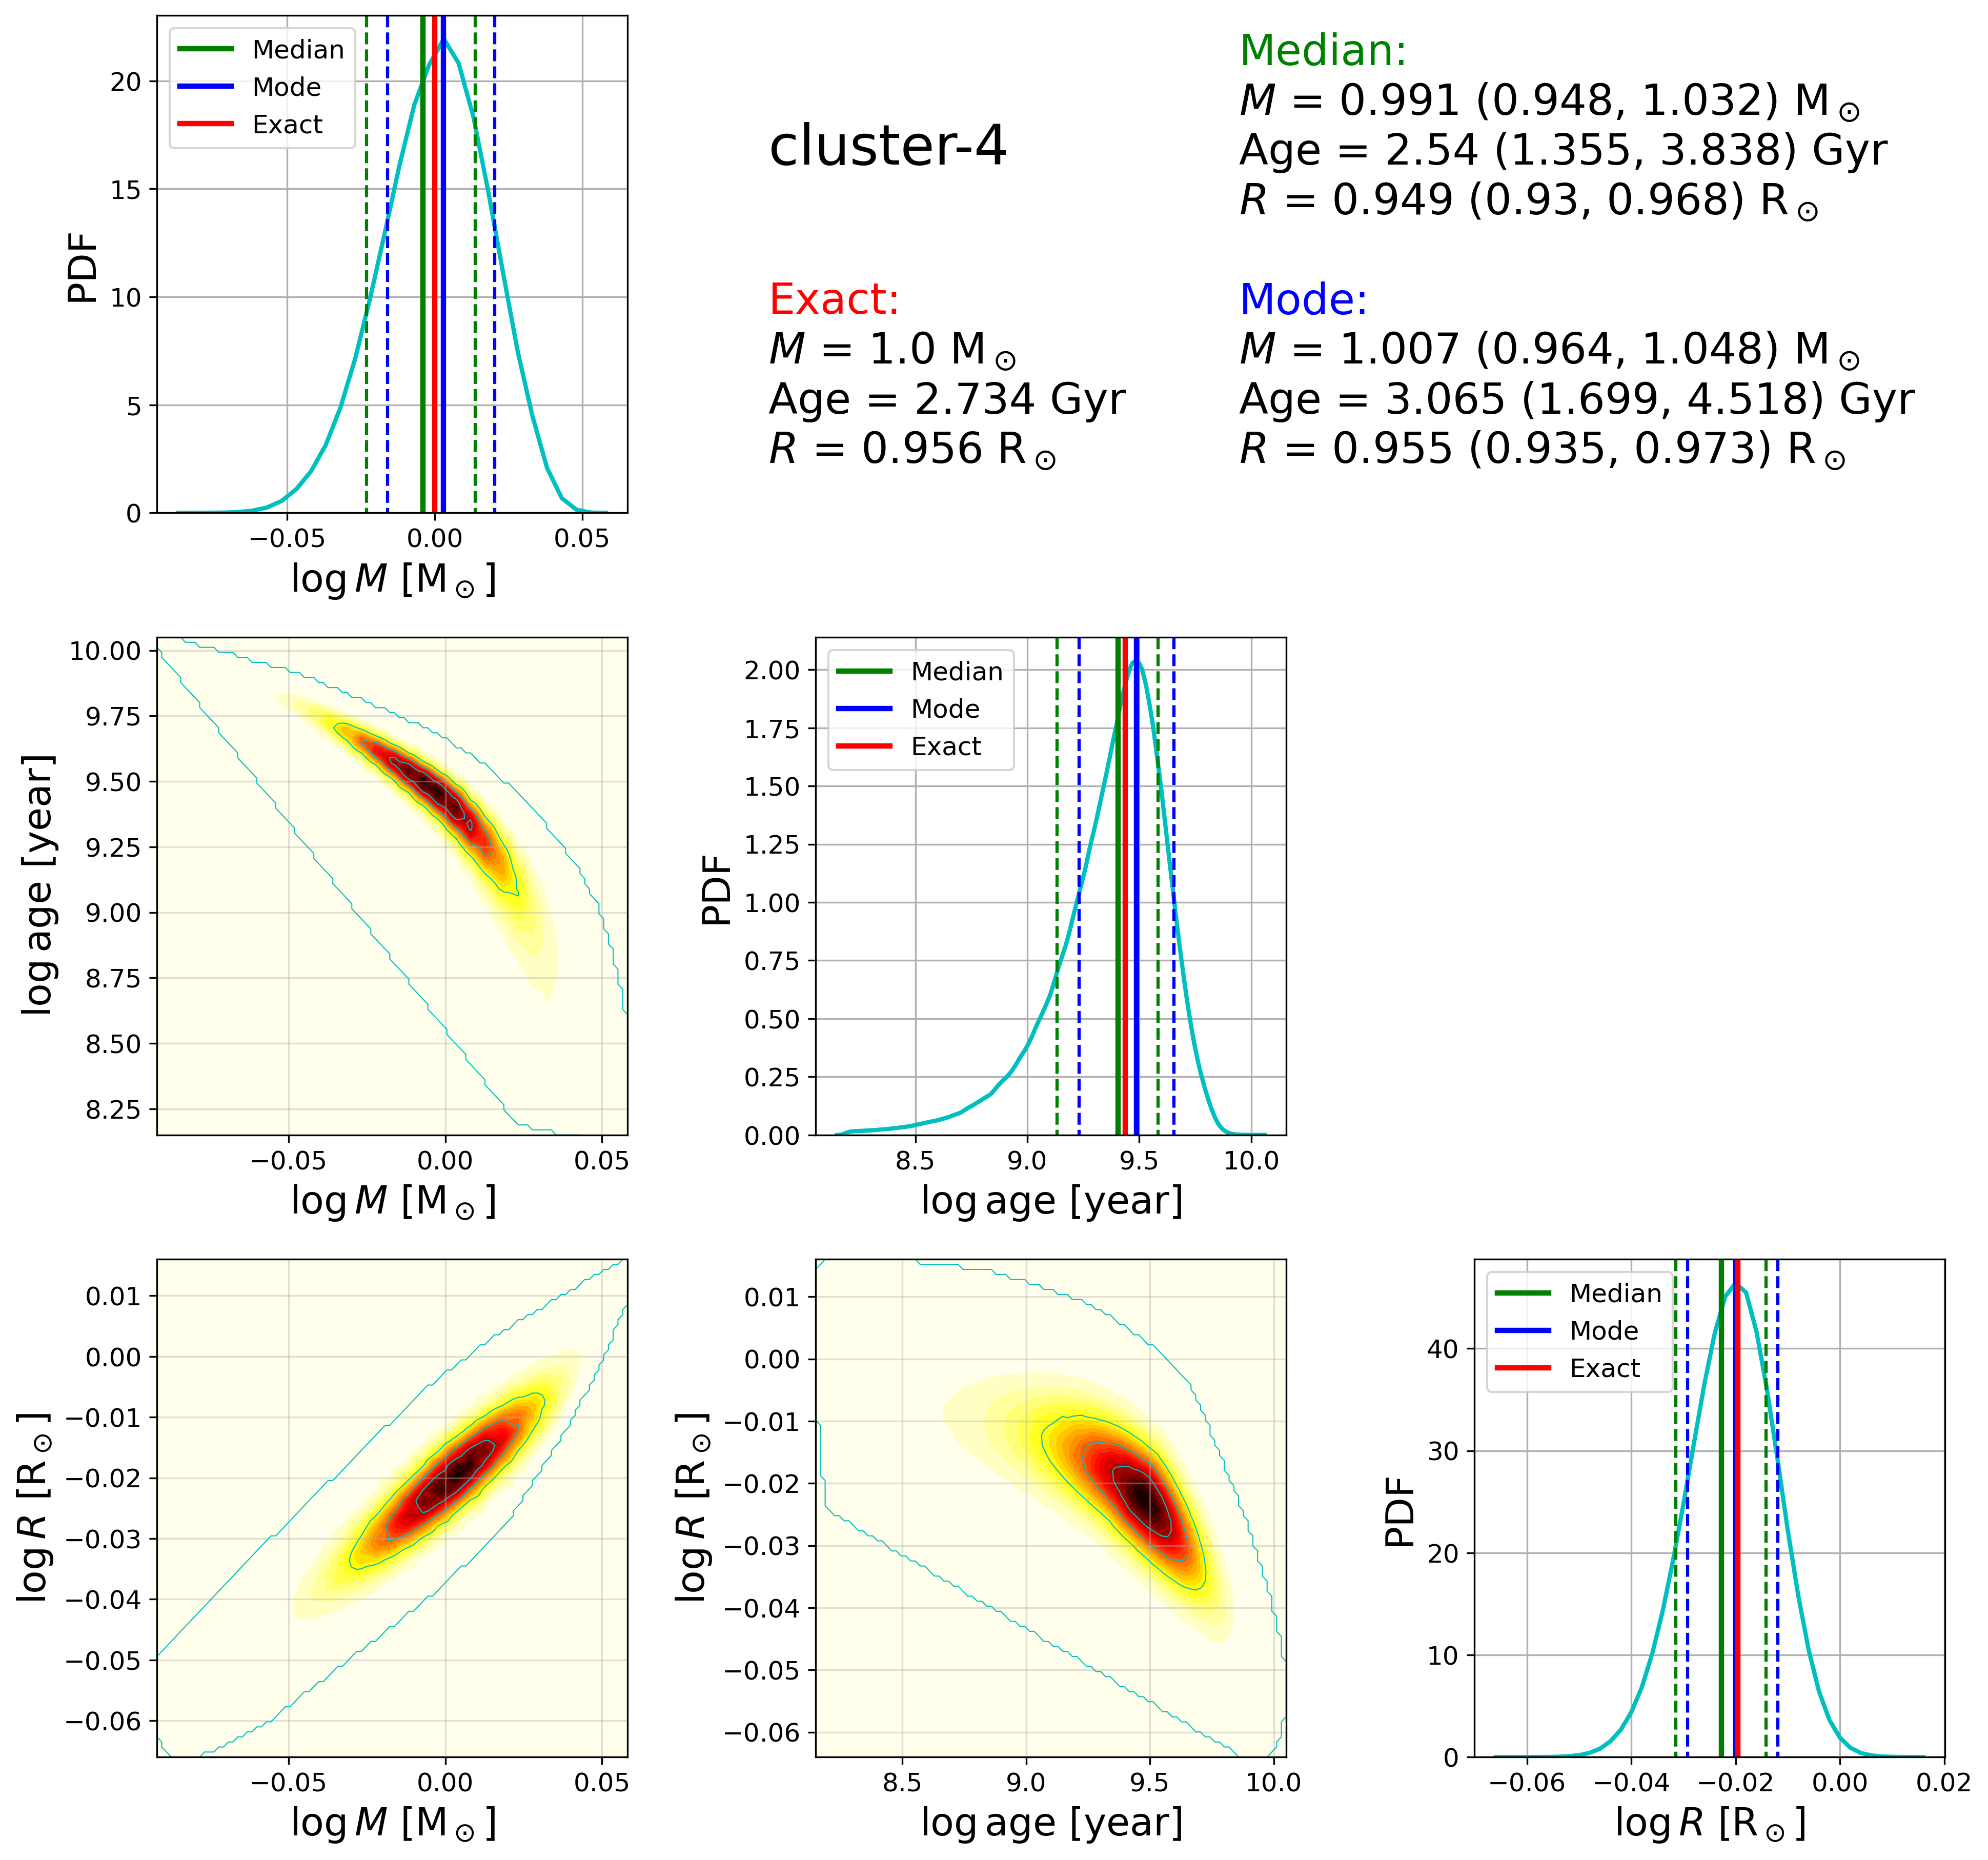 Median
Mode
Exact
20
15
10
5
0
PDF
−0.05 0.00 0.05
log M [M⊙]
cluster-4
Median:
M = 0.991 (0.948, 1.032) M⊙
Age = 2.54 (1.355, 3.838) Gyr
R = 0.949 (0.93, 0.968) R⊙
Exact:
M = 1.0 M⊙
Age = 2.734 Gyr
R = 0.956 R⊙
Mode:
M = 1.007 (0.964, 1.048) M⊙
Age = 3.065 (1.699, 4.518) Gyr
R = 0.955 (0.935, 0.973) R⊙
10.00
9.75
9.50
9.25
9.00
8.75
8.50
8.25
log age [year]
−0.05 0.00 0.05
log M [M⊙]
Median
Mode
Exact
2.00
1.75
1.50
1.25
1.00
0.75
0.50
0.25
0.00
PDF
8.5 9.0 9.5 10.0
log age [year]
0.01
0.00
−0.01
−0.02
−0.03
−0.04
−0.05
−0.06
log R [R⊙]
−0.05 0.00 0.05
log M [M⊙]
0.01
0.00
−0.01
−0.02
−0.03
−0.04
−0.05
−0.06
log R [R⊙]
8.5 9.0 9.5 10.0
log age [year]
Median
Mode
Exact
40
30
20
10
0
PDF
−0.06 −0.04 −0.02 0.00 0.02
log R [R⊙]